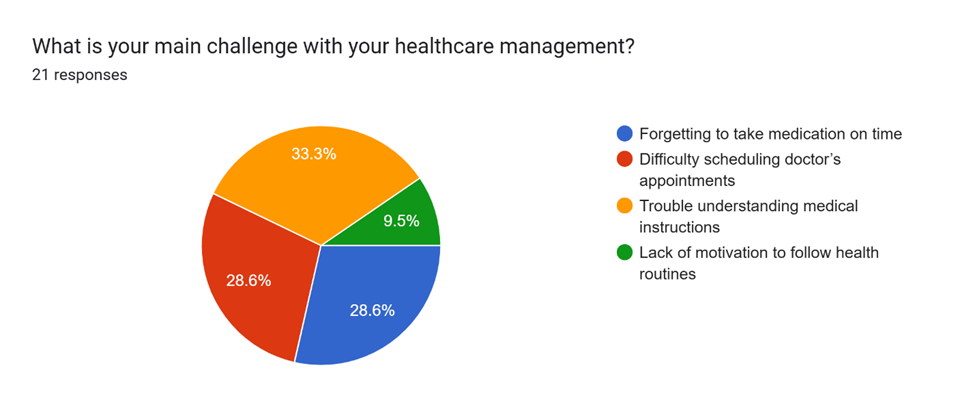 What is your main challenge with your healthcare management?
21 responses
33.3%
9.5%
28.6%
28.6%
Forgetting to take medication on time
Difficulty scheduling doctor’s
appointments
Trouble understanding medical
instructions
Lack of motivation to follow health
routines